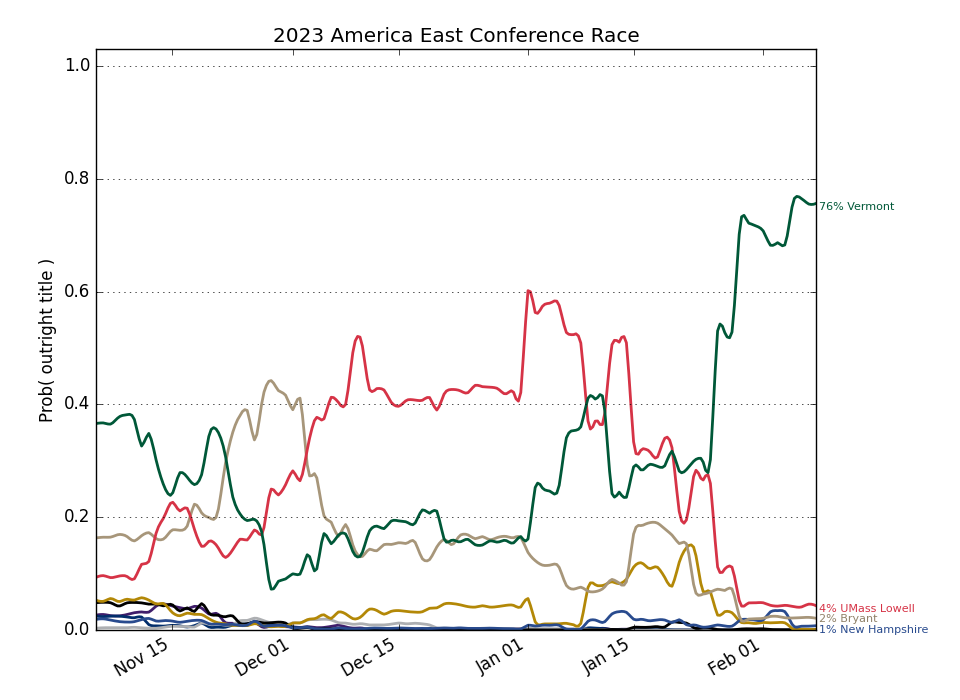 2023 America East Conference Race
1.0
0.8
76% Vermont
0.6
Prob( outright title )
0.4
0.2
4% UMass Lowell
2% Bryant
0.0
1% New Hampshire
Nov 15
Dec 01
Dec 15
Jan 01
Jan 15
Feb 01